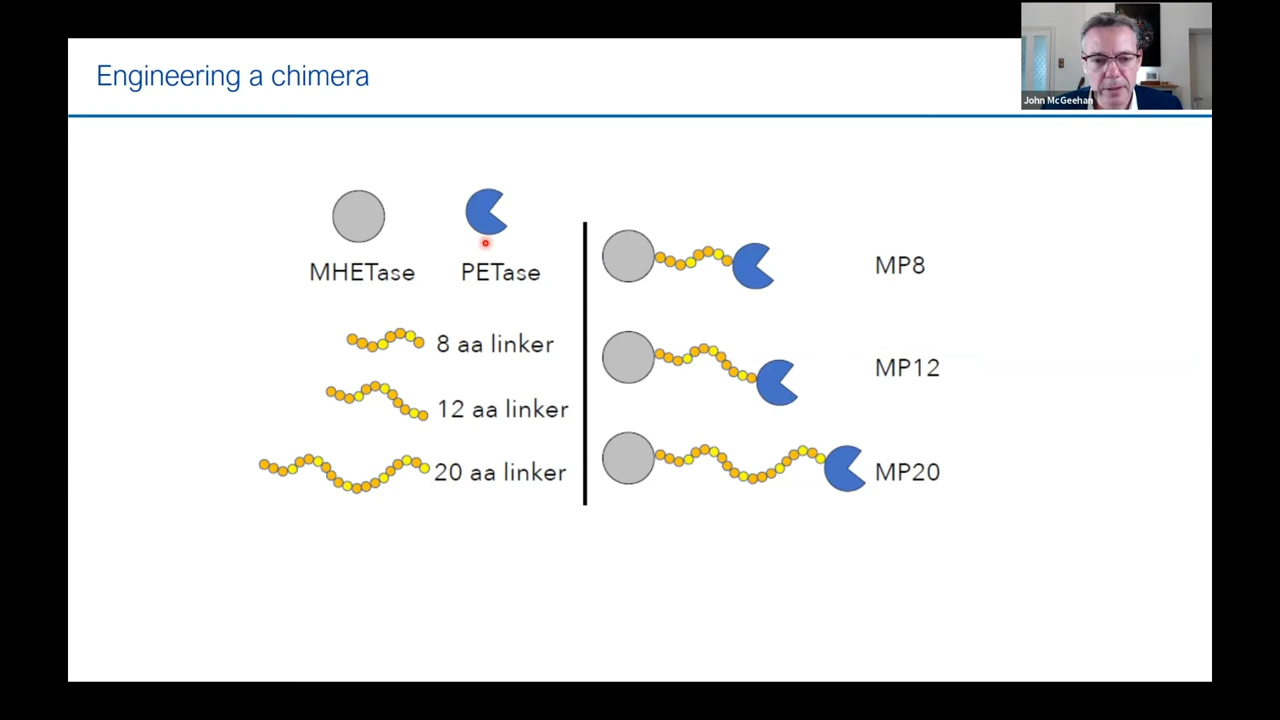 Engineering a chimera
John McGeehan
MHETase
PETase
8 aa linker
12 aa linker
20 aa linker
MP8
MP12
MP20